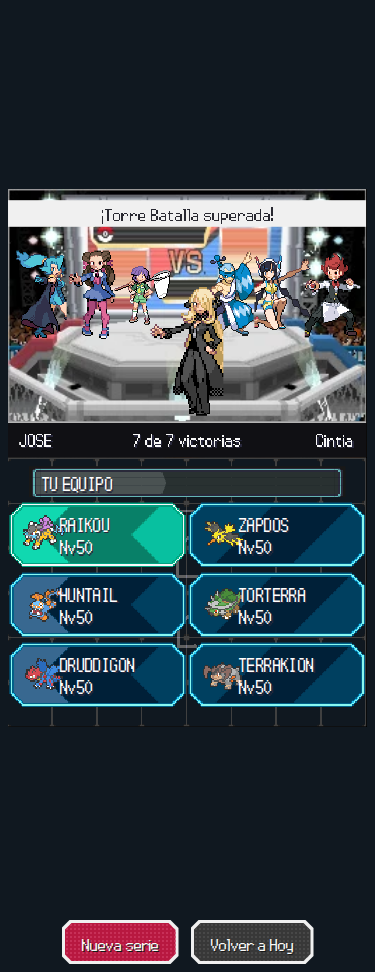 ¡Torre Batalla superada!
VS
JOSE 7 de 7 victorias Cintia
TU EQUIPO
RAIKOU ZAPDOS
Nv50 Nv50
HUNTAIL TORTERRA
Nv50 Nv50
DRUDDIGON TERRAKION
Nv50 Nv50
Nueva serie Volver a Hoy